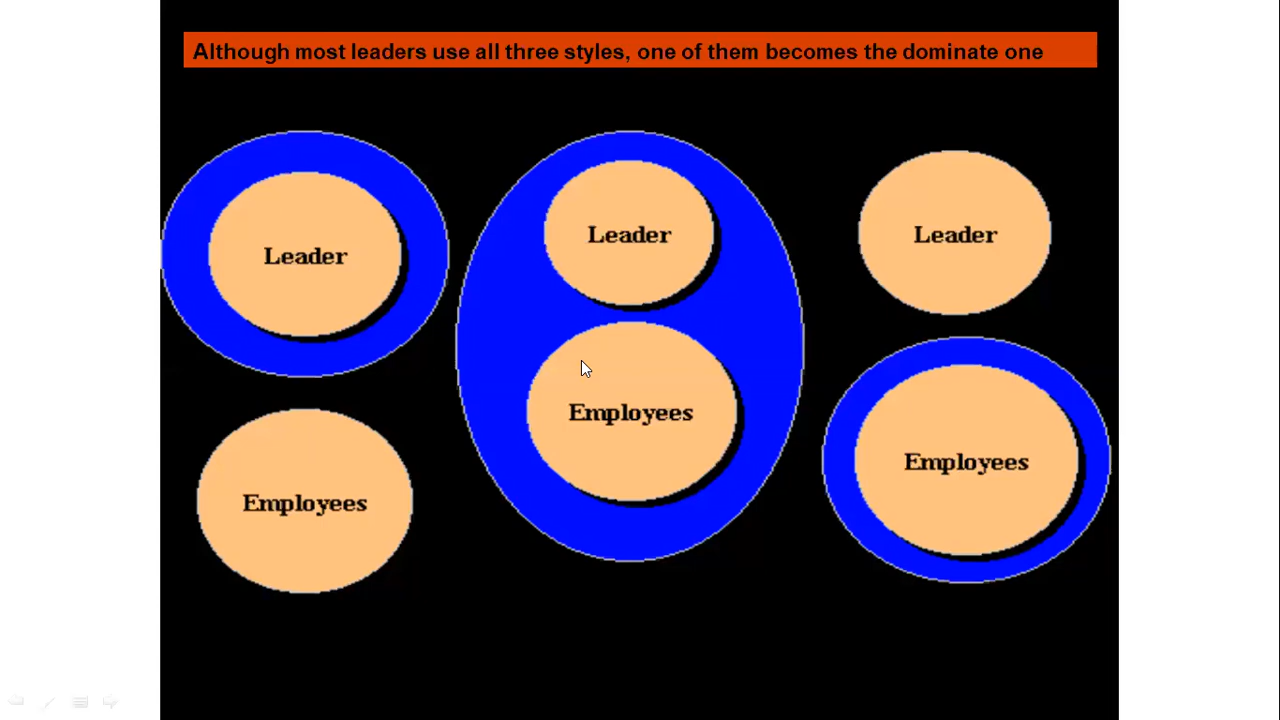 Although most leaders use all three styles, one of them becomes the dominate one
Leader
Employees
Leader
Employees
Leader
Employees